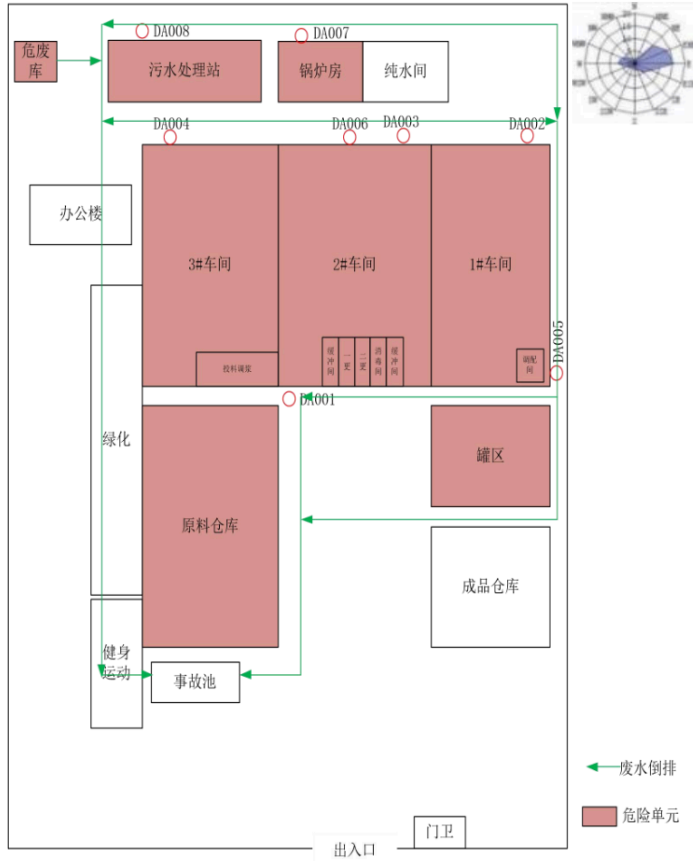 DA008
DA007
危废
库
污水处理站
锅炉房
纯水间
DA004
DA006
DA003
DA002
办公楼
3#车间
2#车间
1#车间
DA005
投料调浆
缓冲间
一更
二更
消毒间
缓冲间
调配
间
DA001
绿化
原料仓库
罐区
成品仓库
健身
运动
事故池
废水倒排
危险单元
门卫
出入口